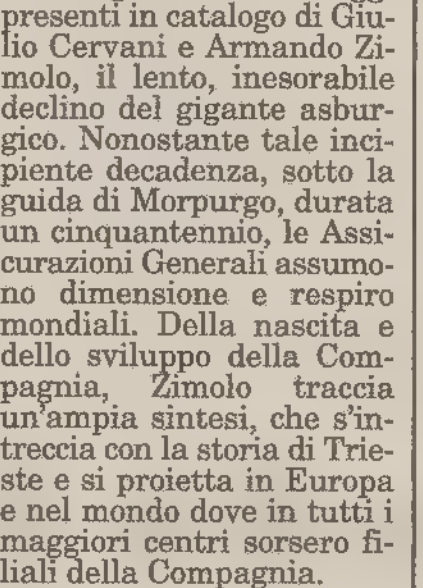 presenti in catalogo di Giu-
lio Cervani e Armando Zi-
molo, il lento, inesorabile
declino del gigante asbur-
gico. Nonostante tale inci-
piente decadenza, sotto la
guida di Morpurgo, durata
un cinquantennio, le Assi-
curazioni Generali assumo-
no dimensione e respiro
mondiali. Della nascita e
dello sviluppo della Com-
pagnia, Zimolo traccia
un'ampia sintesi, che s'in-
treccia con la storia di Trie-
ste e si proietta in Europa
e nel mondo dove in tutti i
maggiori centri sorsero fi-
liali della Compagnia.